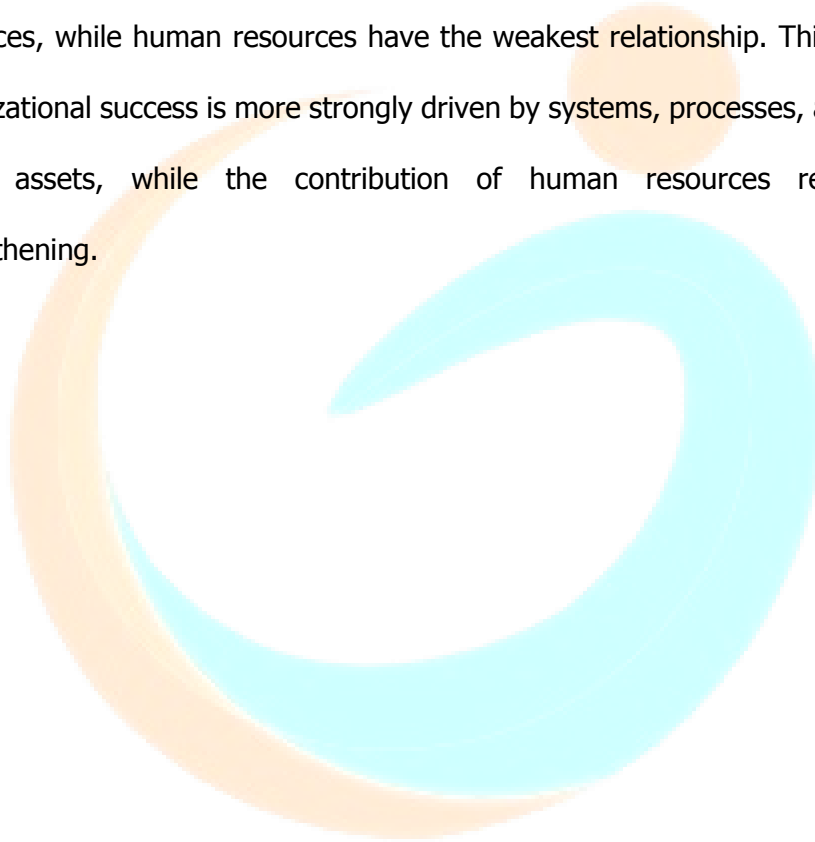 ces, while human resources have the weakest relationship. Thi
zational success is more strongly driven by systems, processes, a
assets, while the contribution of human resources re
thening.